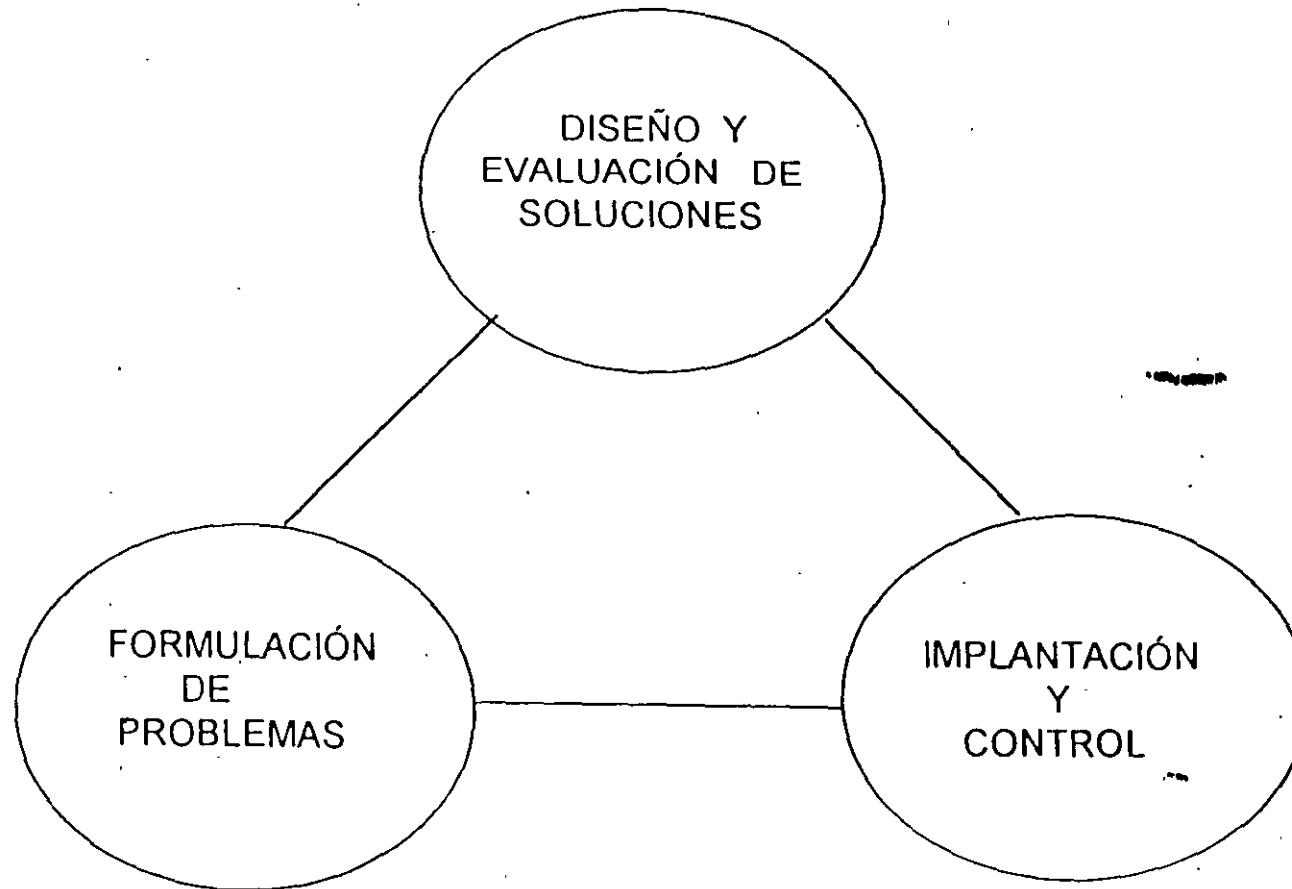 DISEÑO Y
EVALUACIÓN DE
SOLUCIONES
FORMULACIÓN
DE
PROBLEMAS
IMPLANTACIÓN
Y
CONTROL